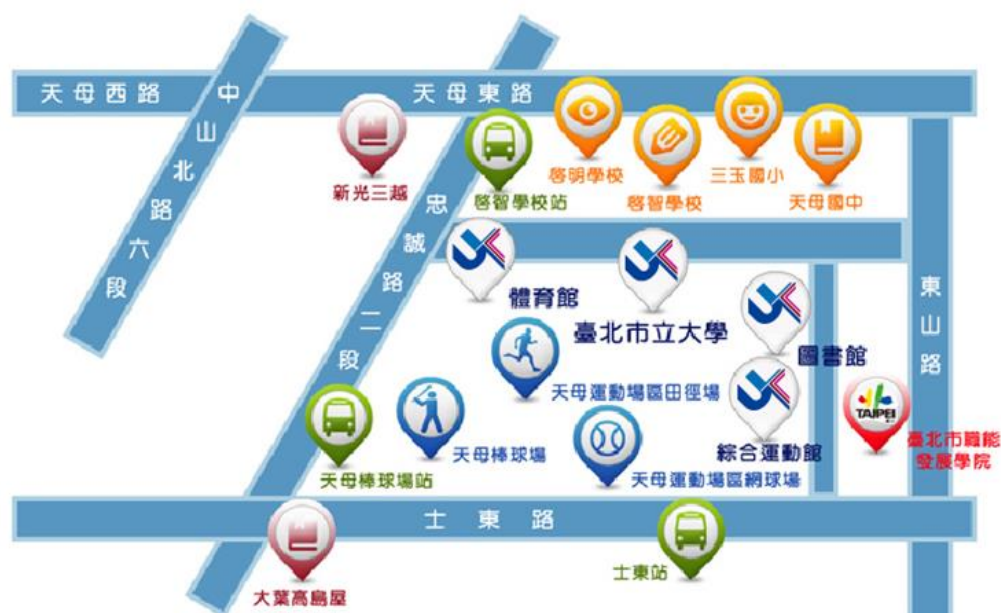 天母西路
中山北路六段
天母東路
新光三越
啓智學校站
啓明學校
啓智學校
三玉國小
天母國中
忠誠路二段
體育館
臺北市立大學
圖書館
東山路
天母運動場區田徑場
TAIPEI
臺北市職能
發展學院
天母棒球場站
天母棒球場
天母運動場區網球場
綜合運動館
士東路
大葉高島屋
士東站